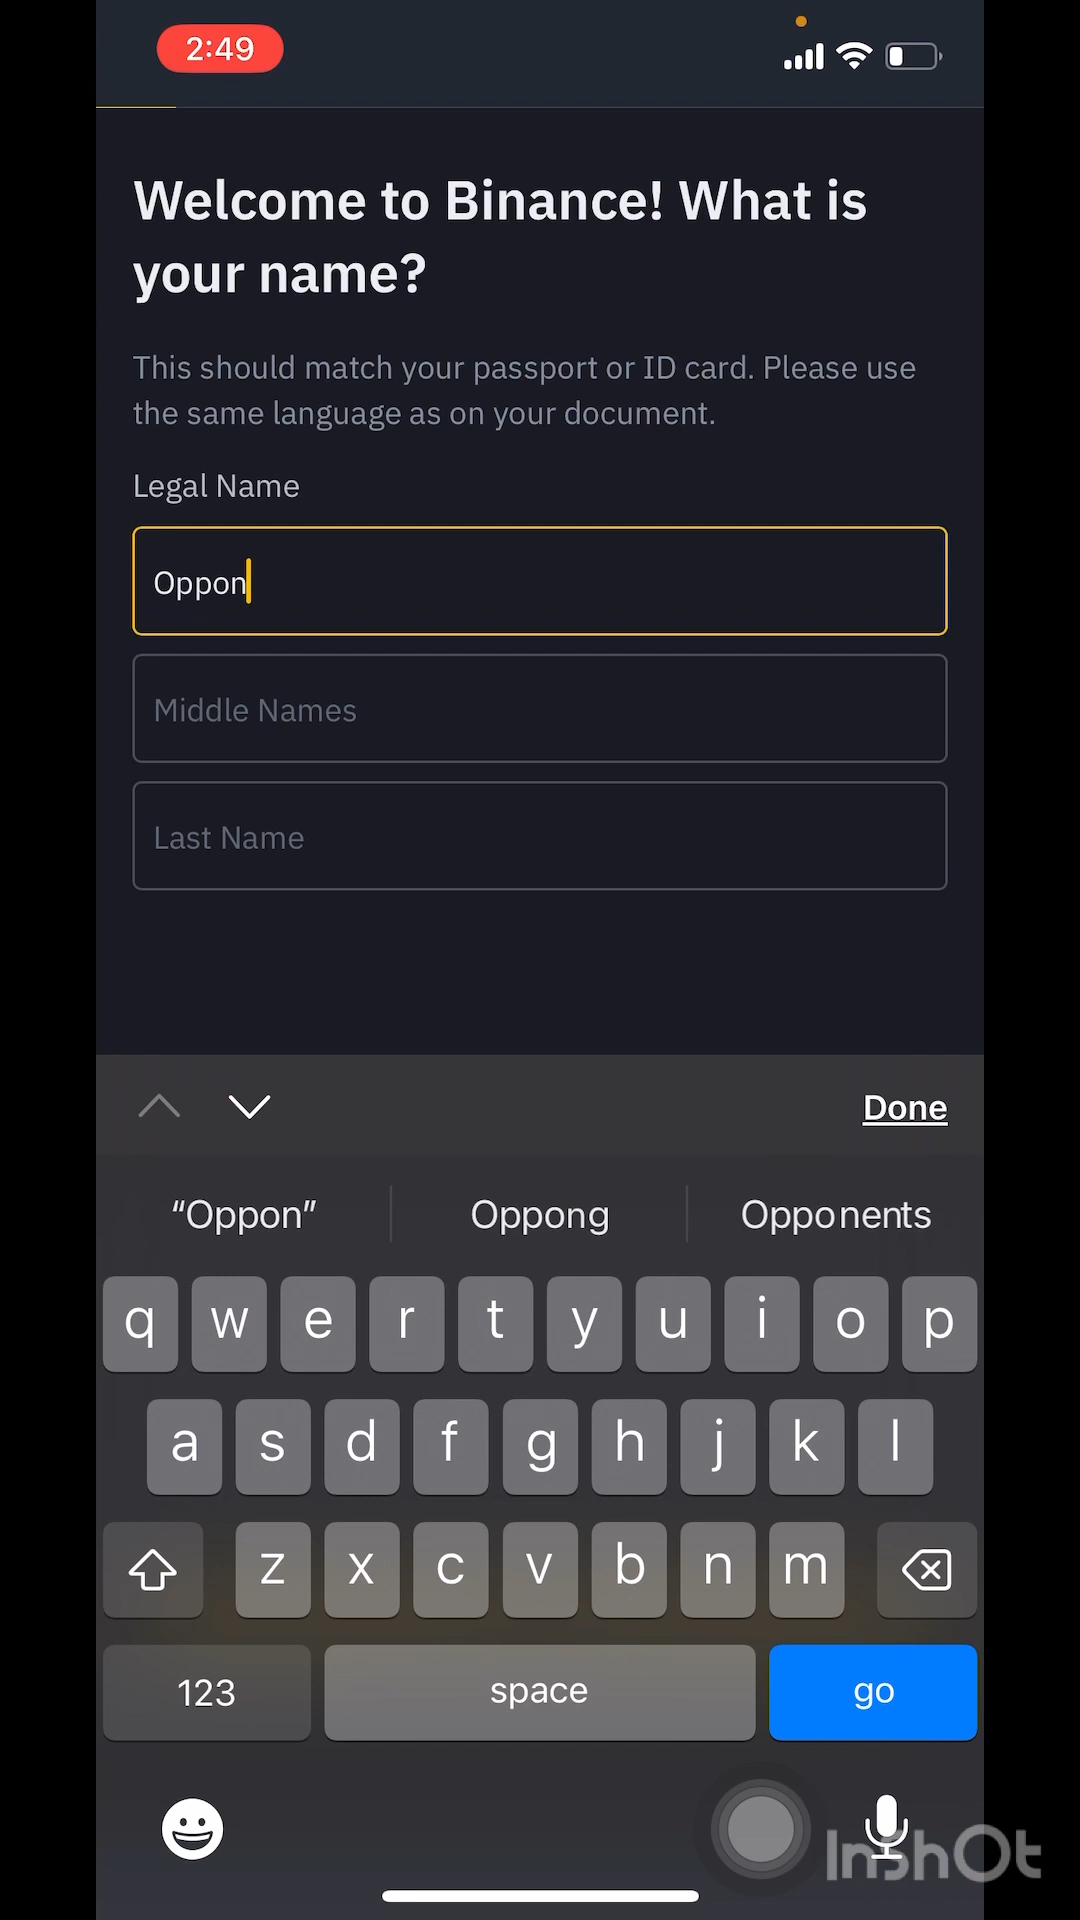 2:49
Welcome to Binance! What is
your name?
This should match your passport or ID card. Please use
the same language as on your document.
Legal Name
Oppon
Middle Names
Last Name
Done
“Oppon” Oppong Opponents
q w e r t y u i o p
a s d f g h j k l
z x c v b n m
123 space go
InShOt